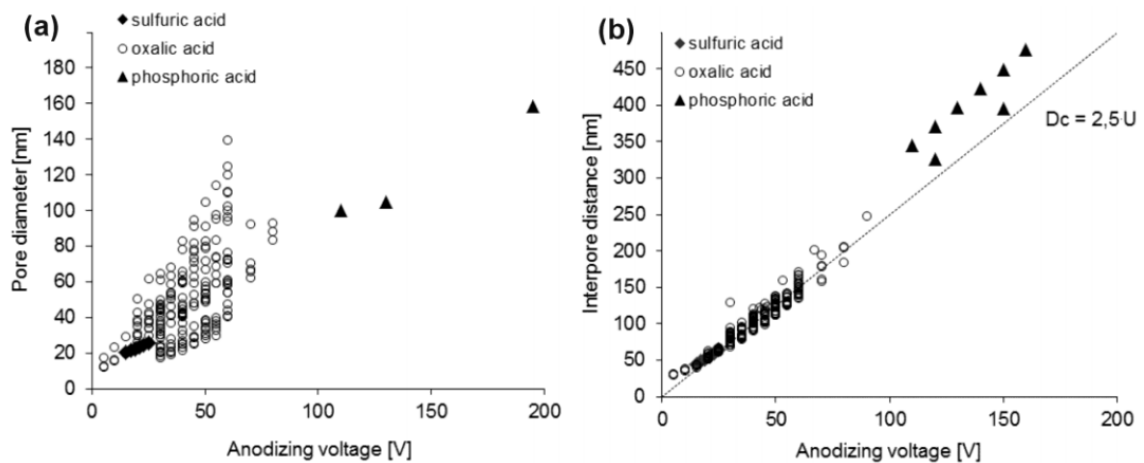 (a)
◆ sulfuric acid
○ oxalic acid
▲ phosphoric acid
Pore diameter [nm]
180
160
140
120
100
80
60
40
20
0
0 50 100 150 200
Anodizing voltage [V]
(b)
◆ sulfuric acid
○ oxalic acid
▲ phosphoric acid
Interpore distance [nm]
450
400
350
300
250
200
150
100
50
0
Dc = 2,5·U
0 50 100 150 200
Anodizing voltage [V]